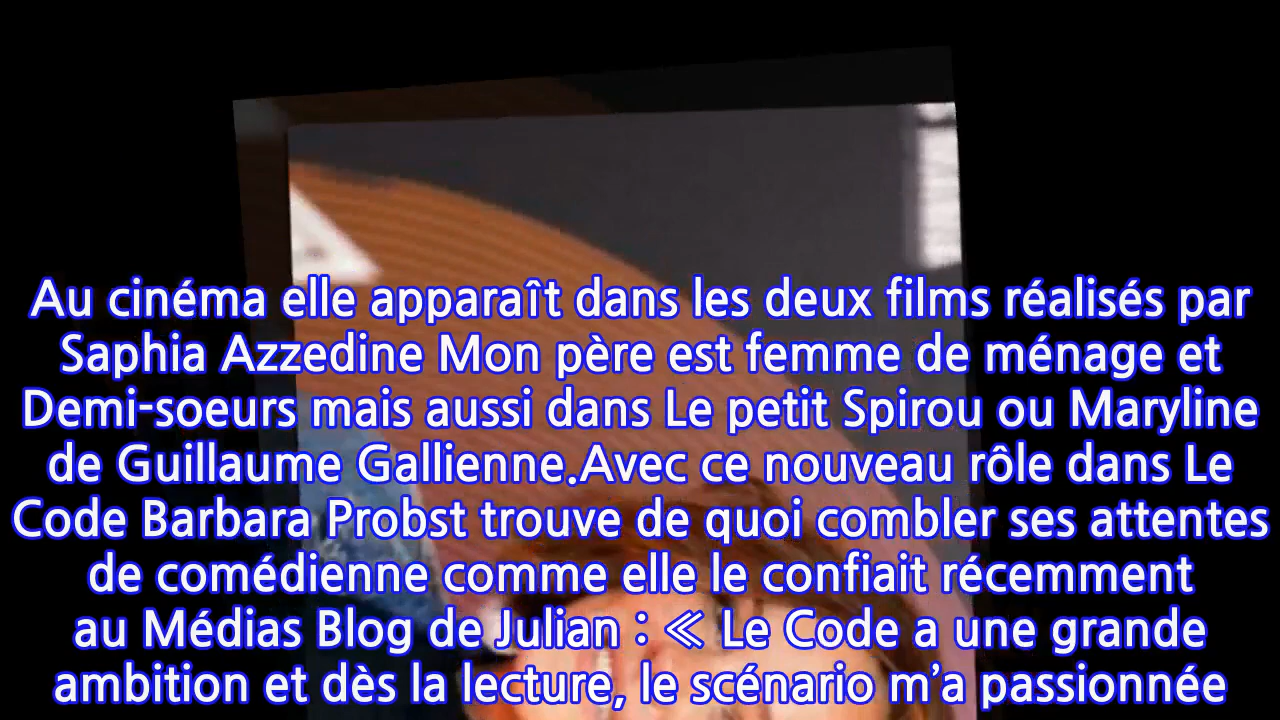 Au cinéma elle apparaît dans les deux films réalisés par
Saphia Azzedine Mon père est femme de ménage et
Demi-soeurs mais aussi dans Le petit Spirou ou Maryline
de Guillaume Gallienne.Avec ce nouveau rôle dans Le
Code Barbara Probst trouve de quoi combler ses attentes
de comédienne comme elle le confiait récemment
au Médias Blog de Julian : ≪ Le Code a une grande
ambition et dès la lecture, le scénario m’a passionnée